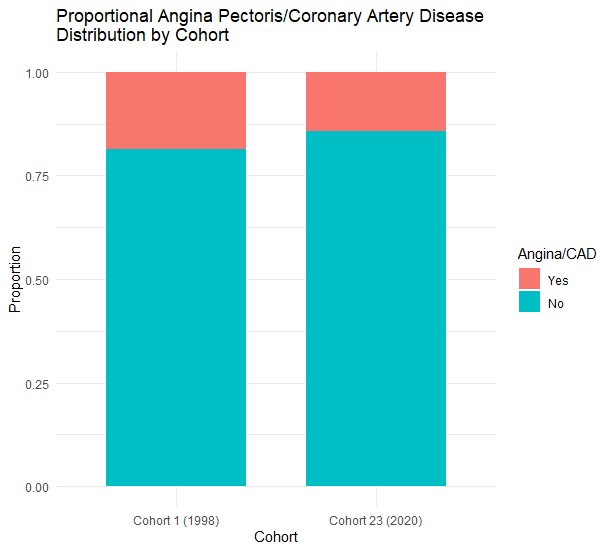 Proportional Angina Pectoris/Coronary Artery Disease
Distribution by Cohort
1.00
0.75
0.50
0.25
0.00
Proportion
Cohort 1 (1998)
Cohort 23 (2020)
Cohort
Angina/CAD
Yes
No